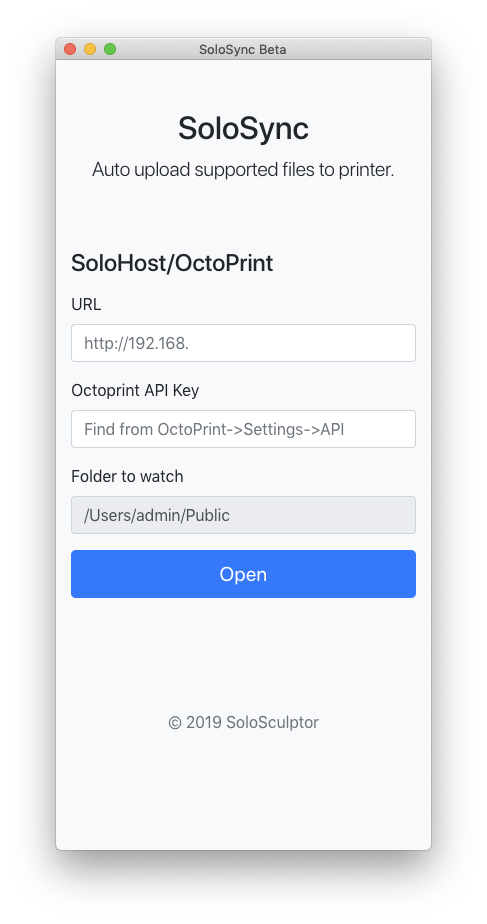 SoloSync Beta
SoloSync
Auto upload supported files to printer.
SoloHost/OctoPrint
URL
http://192.168.
Octoprint API Key
Find from OctoPrint->Settings->API
Folder to watch
/Users/admin/Public
Open
© 2019 SoloSculptor